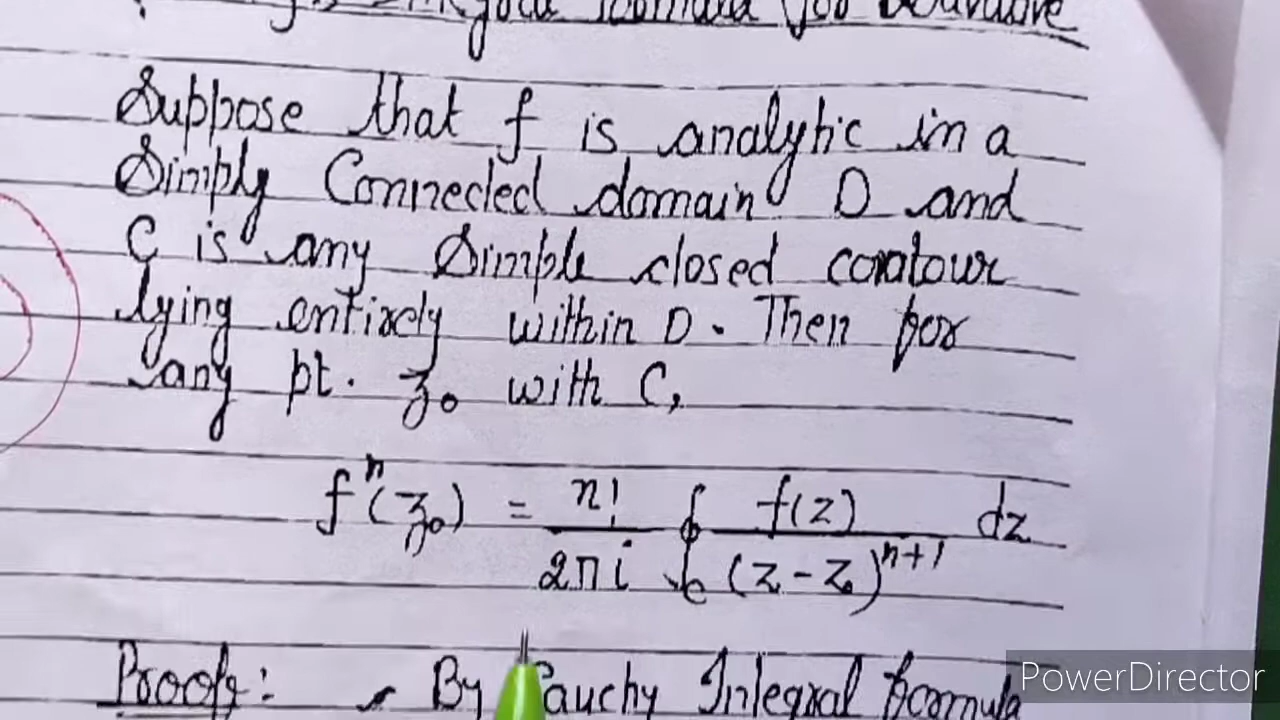 Suppose that f is analytic in a
Simply Connected domain D and
C is any Simple closed contour
lying entirely within D. Then for
any pt. z₀ with C,
fⁿ(z₀) = n!/2πi ∮c f(z)/(z-z₀)ⁿ⁺¹ dz
Proof:- By Cauchy Integral formula
PowerDirector